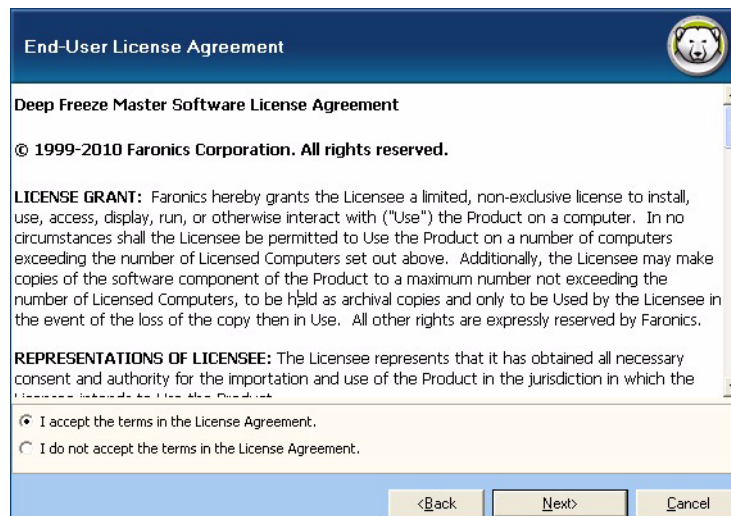 End-User License Agreement
Deep Freeze Master Software License Agreement
© 1999-2010 Faronics Corporation. All rights reserved.
LICENSE GRANT: Faronics hereby grants the Licensee a limited, non-exclusive license to install,
use, access, display, run, or otherwise interact with ("Use") the Product on a computer. In no
circumstances shall the Licensee be permitted to Use the Product on a number of computers
exceeding the number of Licensed Computers set out above. Additionally, the Licensee may make
copies of the software component of the Product to a maximum number not exceeding the
number of Licensed Computers, to be held as archival copies and only to be Used by the Licensee in
the event of the loss of the copy then in Use. All other rights are expressly reserved by Faronics.
REPRESENTATIONS OF LICENSEE: The Licensee represents that it has obtained all necessary
consent and authority for the importation and use of the Product in the jurisdiction in which the
Licensee intends to Use the Product.
I accept the terms in the License Agreement.
I do not accept the terms in the License Agreement.
<Back
Next>
Cancel